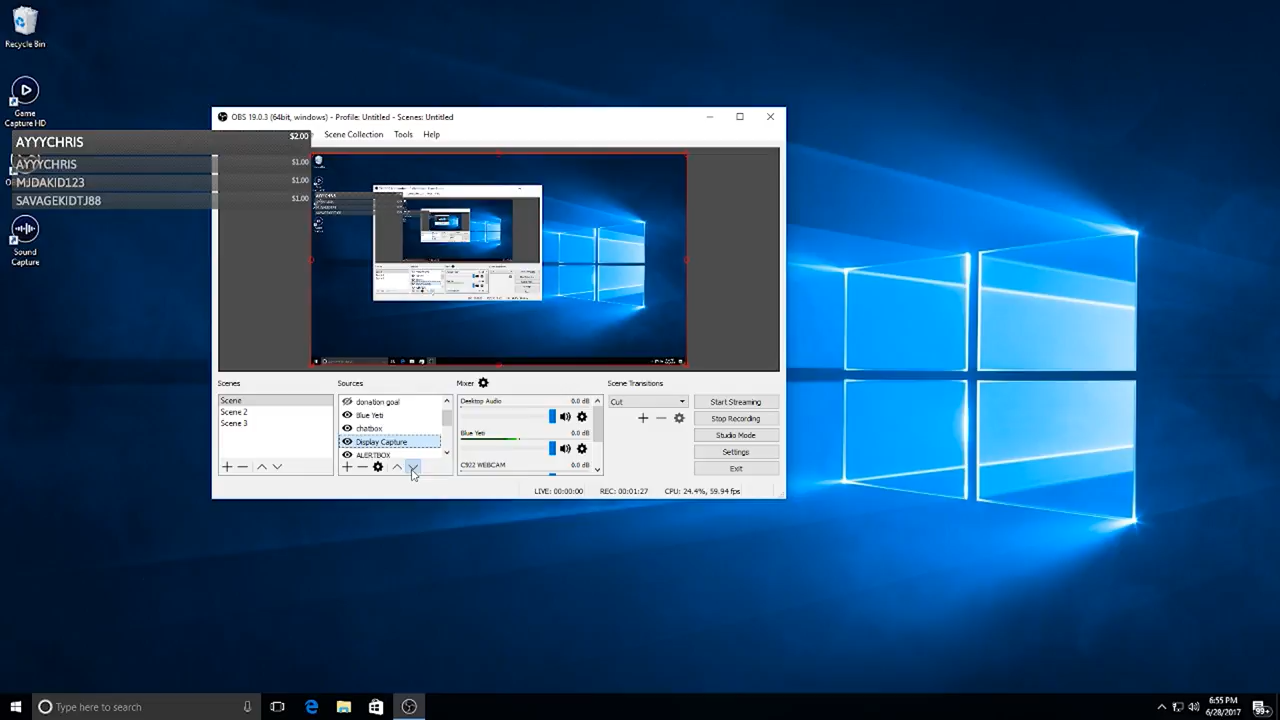 Recycle Bin
Game
Capture HD
AYYYCHRIS $2.00
AYYYCHRIS $1.00
MJDAKID123 $1.00
SAVAGEKIDTJ88 $1.00
Sound
Capture
OBS 19.0.3 (64bit, windows) - Profile: Untitled - Scenes: Untitled
Scene Collection Tools Help
Scenes
Scene
Scene 2
Scene 3
Sources
donation goal
Blue Yeti
chatbox
Display Capture
ALERTBOX
Mixer
Desktop Audio 0.0 dB
Blue Yeti 0.0 dB
C922 WEBCAM 0.0 dB
Scene Transitions
Cut
Start Streaming
Stop Recording
Studio Mode
Settings
Exit
LIVE: 00:00:00 REC: 00:01:27 CPU: 24.4%, 59.94 fps
Type here to search
6:55 PM
6/28/2017
99+